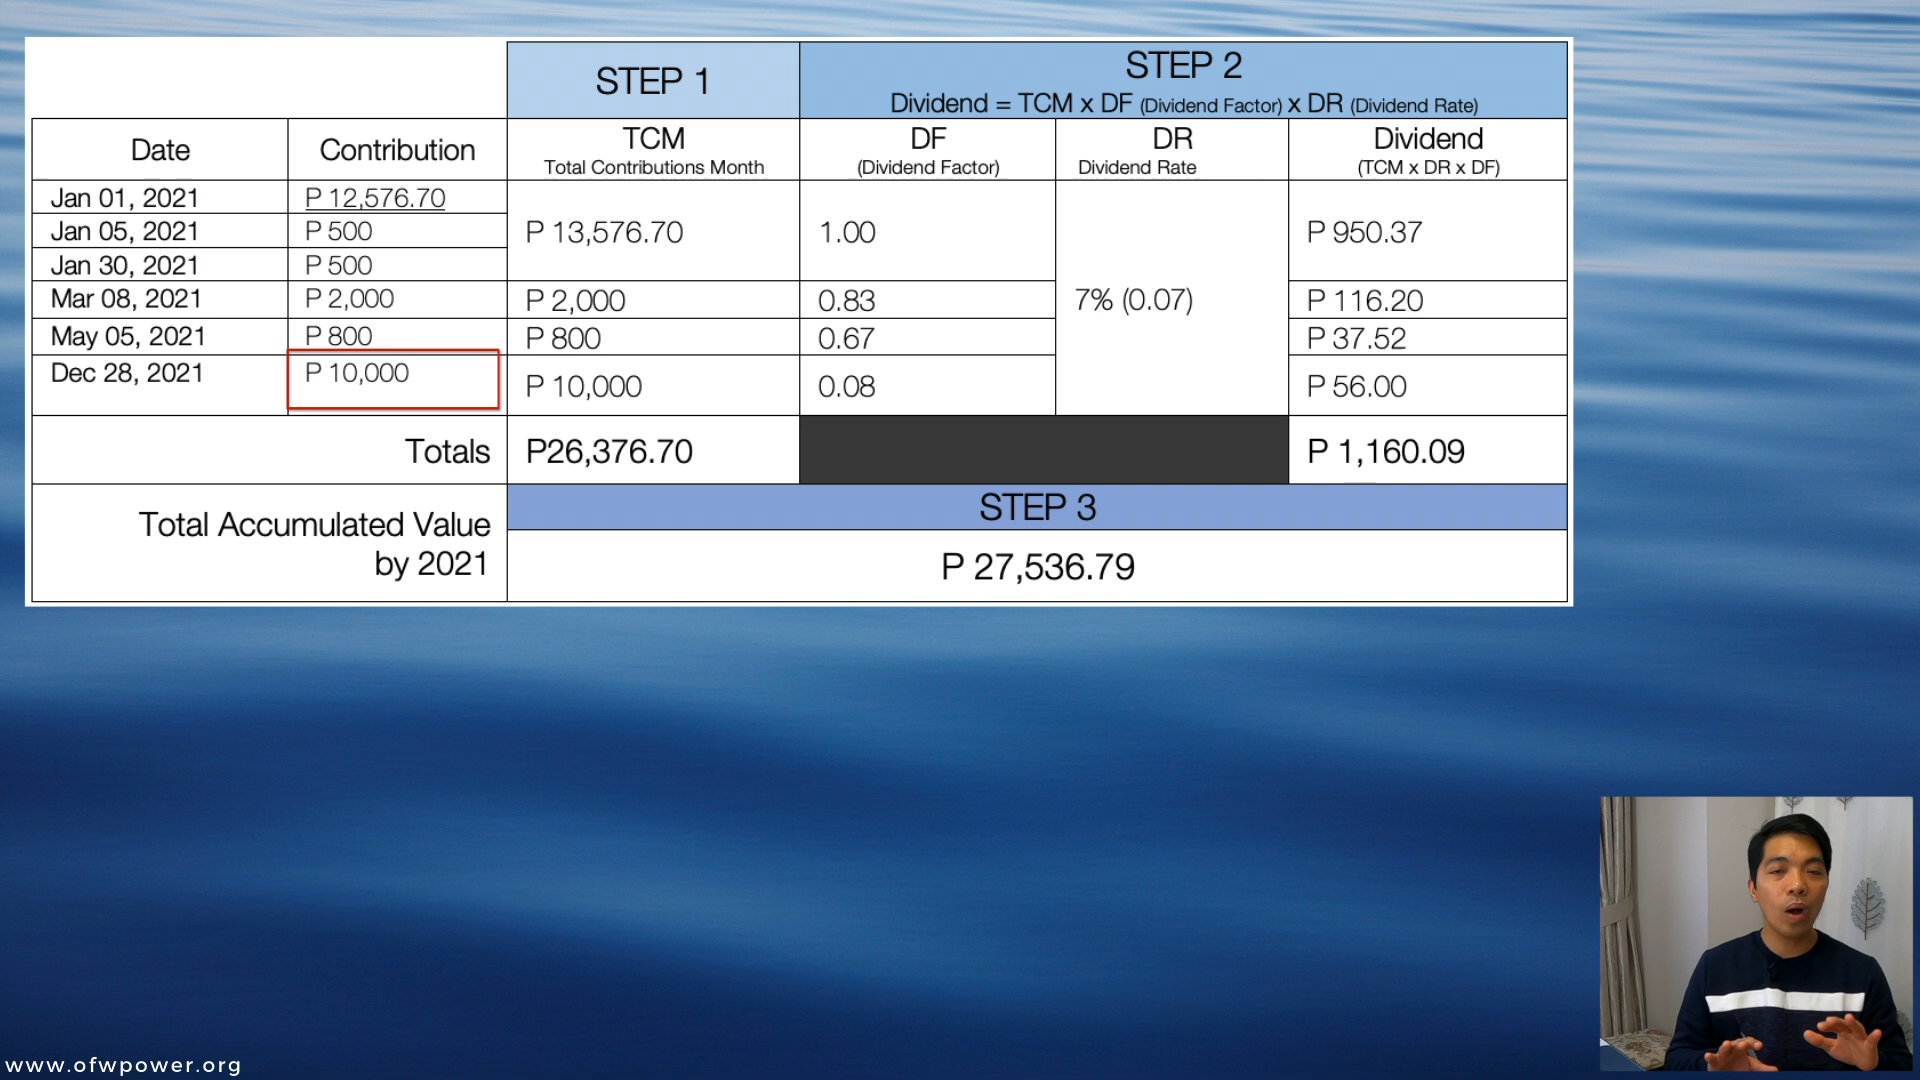 STEP 1
STEP 2
Dividend = TCM x DF (Dividend Factor) x DR (Dividend Rate)
Date
Contribution
TCM
Total Contributions Month
DF
(Dividend Factor)
DR
Dividend Rate
Dividend
(TCM x DR x DF)
Jan 01, 2021
P 12,576.70
Jan 05, 2021
P 500
Jan 30, 2021
P 500
P 13,576.70
1.00
P 950.37
Mar 08, 2021
P 2,000
P 2,000
0.83
7% (0.07)
P 116.20
May 05, 2021
P 800
P 800
0.67
P 37.52
Dec 28, 2021
P 10,000
P 10,000
0.08
P 56.00
Totals
P26,376.70
P 1,160.09
Total Accumulated Value
by 2021
STEP 3
P 27,536.79
www.ofwpower.org